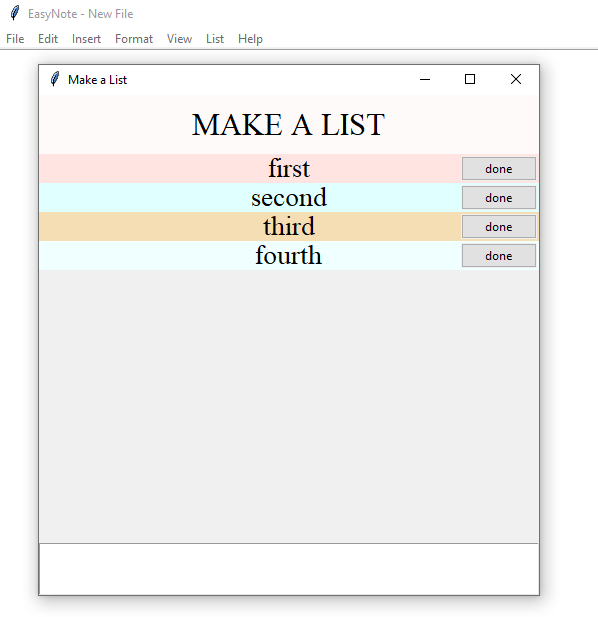 EasyNote - New File
File Edit Insert Format View List Help
Make a List
MAKE A LIST
first done
second done
third done
fourth done